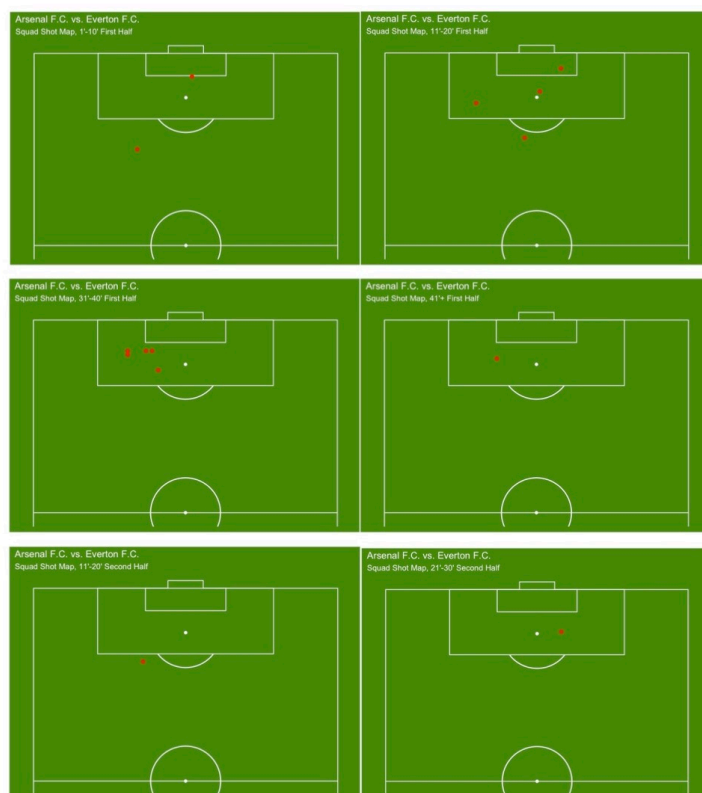 Arsenal F.C. vs. Everton F.C.
Squad Shot Map, 1'-10' First Half
Arsenal F.C. vs. Everton F.C.
Squad Shot Map, 11'-20' First Half
Arsenal F.C. vs. Everton F.C.
Squad Shot Map, 31'-40' First Half
Arsenal F.C. vs. Everton F.C.
Squad Shot Map, 41'+ First Half
Arsenal F.C. vs. Everton F.C.
Squad Shot Map, 11'-20' Second Half
Arsenal F.C. vs. Everton F.C.
Squad Shot Map, 21'-30' Second Half